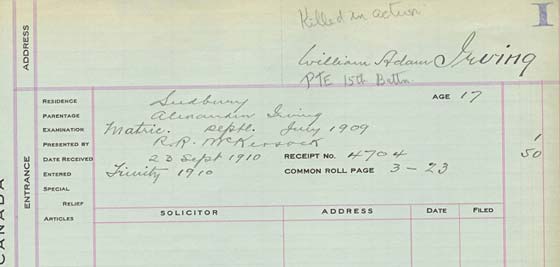 Killed in action
I
William Adam Irving
PTE 15th Battn.
ADDRESS
RESIDENCE Sudbury AGE 17
PARENTAGE Alexander Irving
EXAMINATION Matric. Septr. July 1909
PRESENTED BY R.R. McKessock 1
DATE RECEIVED 23 Sept 1910 RECEIPT No. 4704 50
ENTERED Trinity 1910 COMMON ROLL PAGE 3-23
SPECIAL
RELIEF
ARTICLES
ENTRANCE
CANADA
SOLICITOR ADDRESS DATE FILED